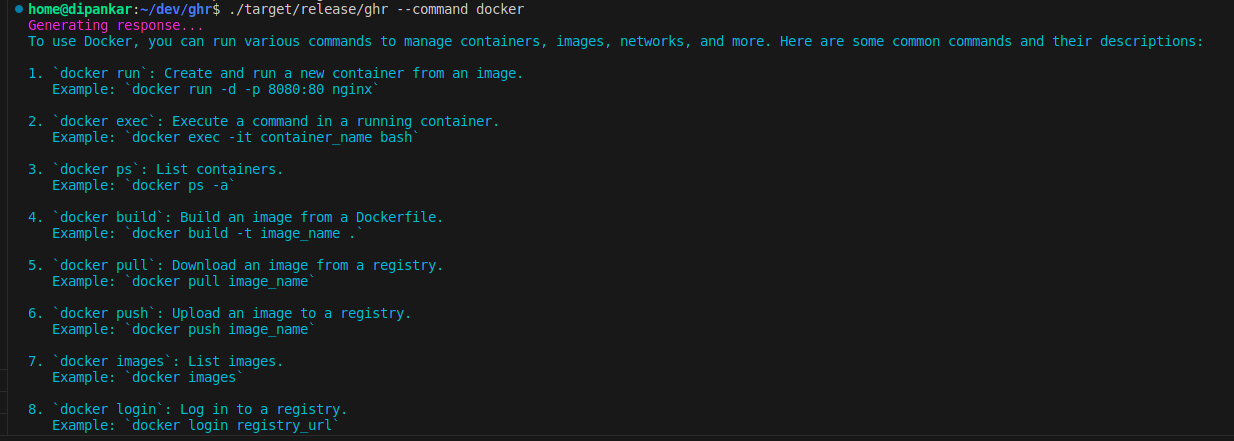 home@dipankar:~/dev/ghr$ ./target/release/ghr --command docker
Generating response...
To use Docker, you can run various commands to manage containers, images, networks, and more. Here are some common commands and their descriptions:
1. `docker run`: Create and run a new container from an image.
Example: `docker run -d -p 8080:80 nginx`
2. `docker exec`: Execute a command in a running container.
Example: `docker exec -it container_name bash`
3. `docker ps`: List containers.
Example: `docker ps -a`
4. `docker build`: Build an image from a Dockerfile.
Example: `docker build -t image_name .`
5. `docker pull`: Download an image from a registry.
Example: `docker pull image_name`
6. `docker push`: Upload an image to a registry.
Example: `docker push image_name`
7. `docker images`: List images.
Example: `docker images`
8. `docker login`: Log in to a registry.
Example: `docker login registry_url`